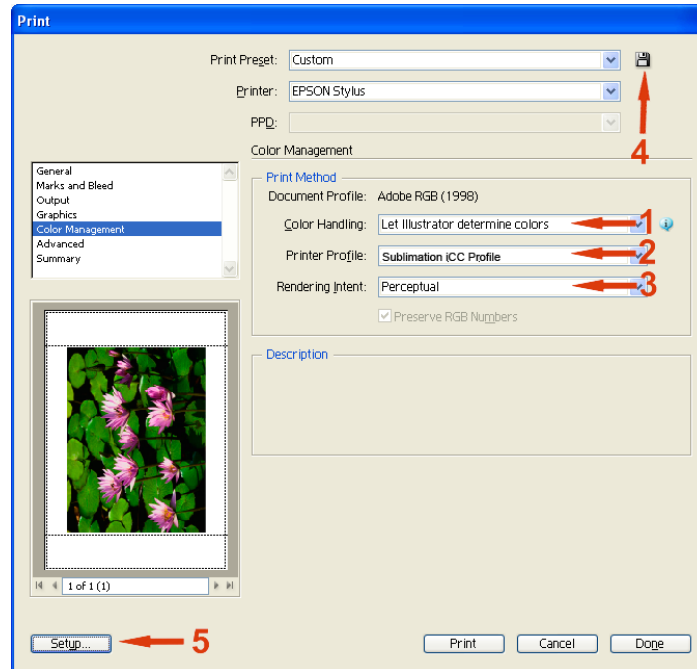 Print
Print Preset: Custom
Printer: EPSON Stylus
PPD:
4
Color Management
General
Marks and Bleed
Output
Graphics
Color Management
Advanced
Summary
Print Method
Document Profile: Adobe RGB (1998)
Color Handling: Let Illustrator determine colors 1
Printer Profile: Sublimation iCC Profile 2
Rendering Intent: Perceptual 3
Preserve RGB Numbers
Description
1 of 1 (1)
Setup... 5
Print Cancel Done